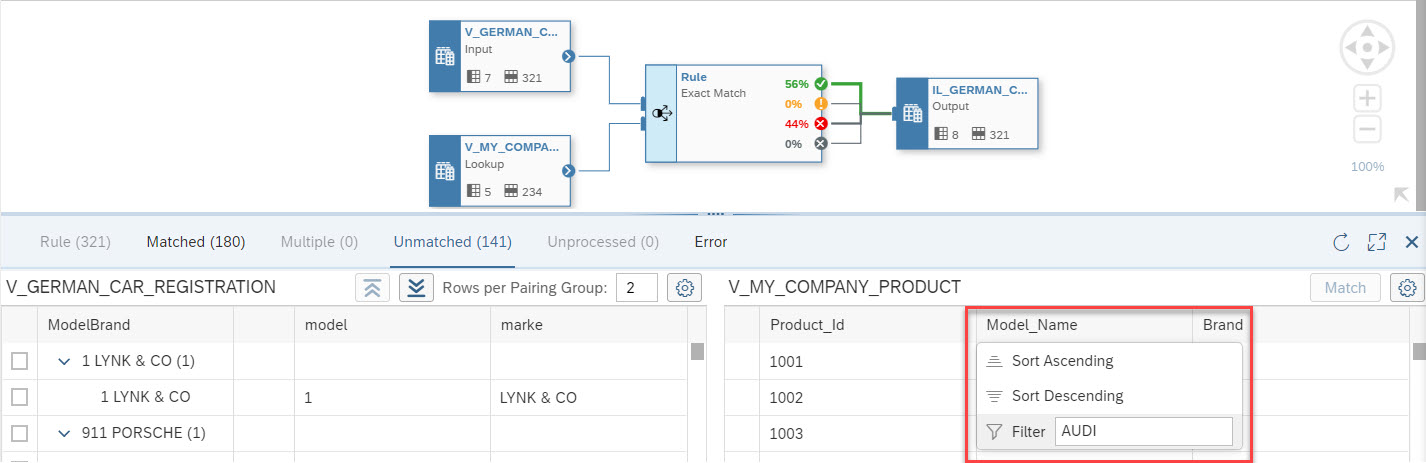 V_GERMAN_C...
Input
7 321
V_MY_COMPA...
Lookup
5 234
Rule
Exact Match
56%
0%
44%
0%
IL_GERMAN_C...
Output
8 321
100%
Rule (321) Matched (180) Multiple (0) Unmatched (141) Unprocessed (0) Error
V_GERMAN_CAR_REGISTRATION Rows per Pairing Group: 2
ModelBrand model marke
1 LYNK & CO (1)
1 LYNK & CO 1 LYNK & CO
911 PORSCHE (1)
V_MY_COMPANY_PRODUCT Match
Product_Id Model_Name Brand
1001
1002
1003
Sort Ascending
Sort Descending
Filter AUDI